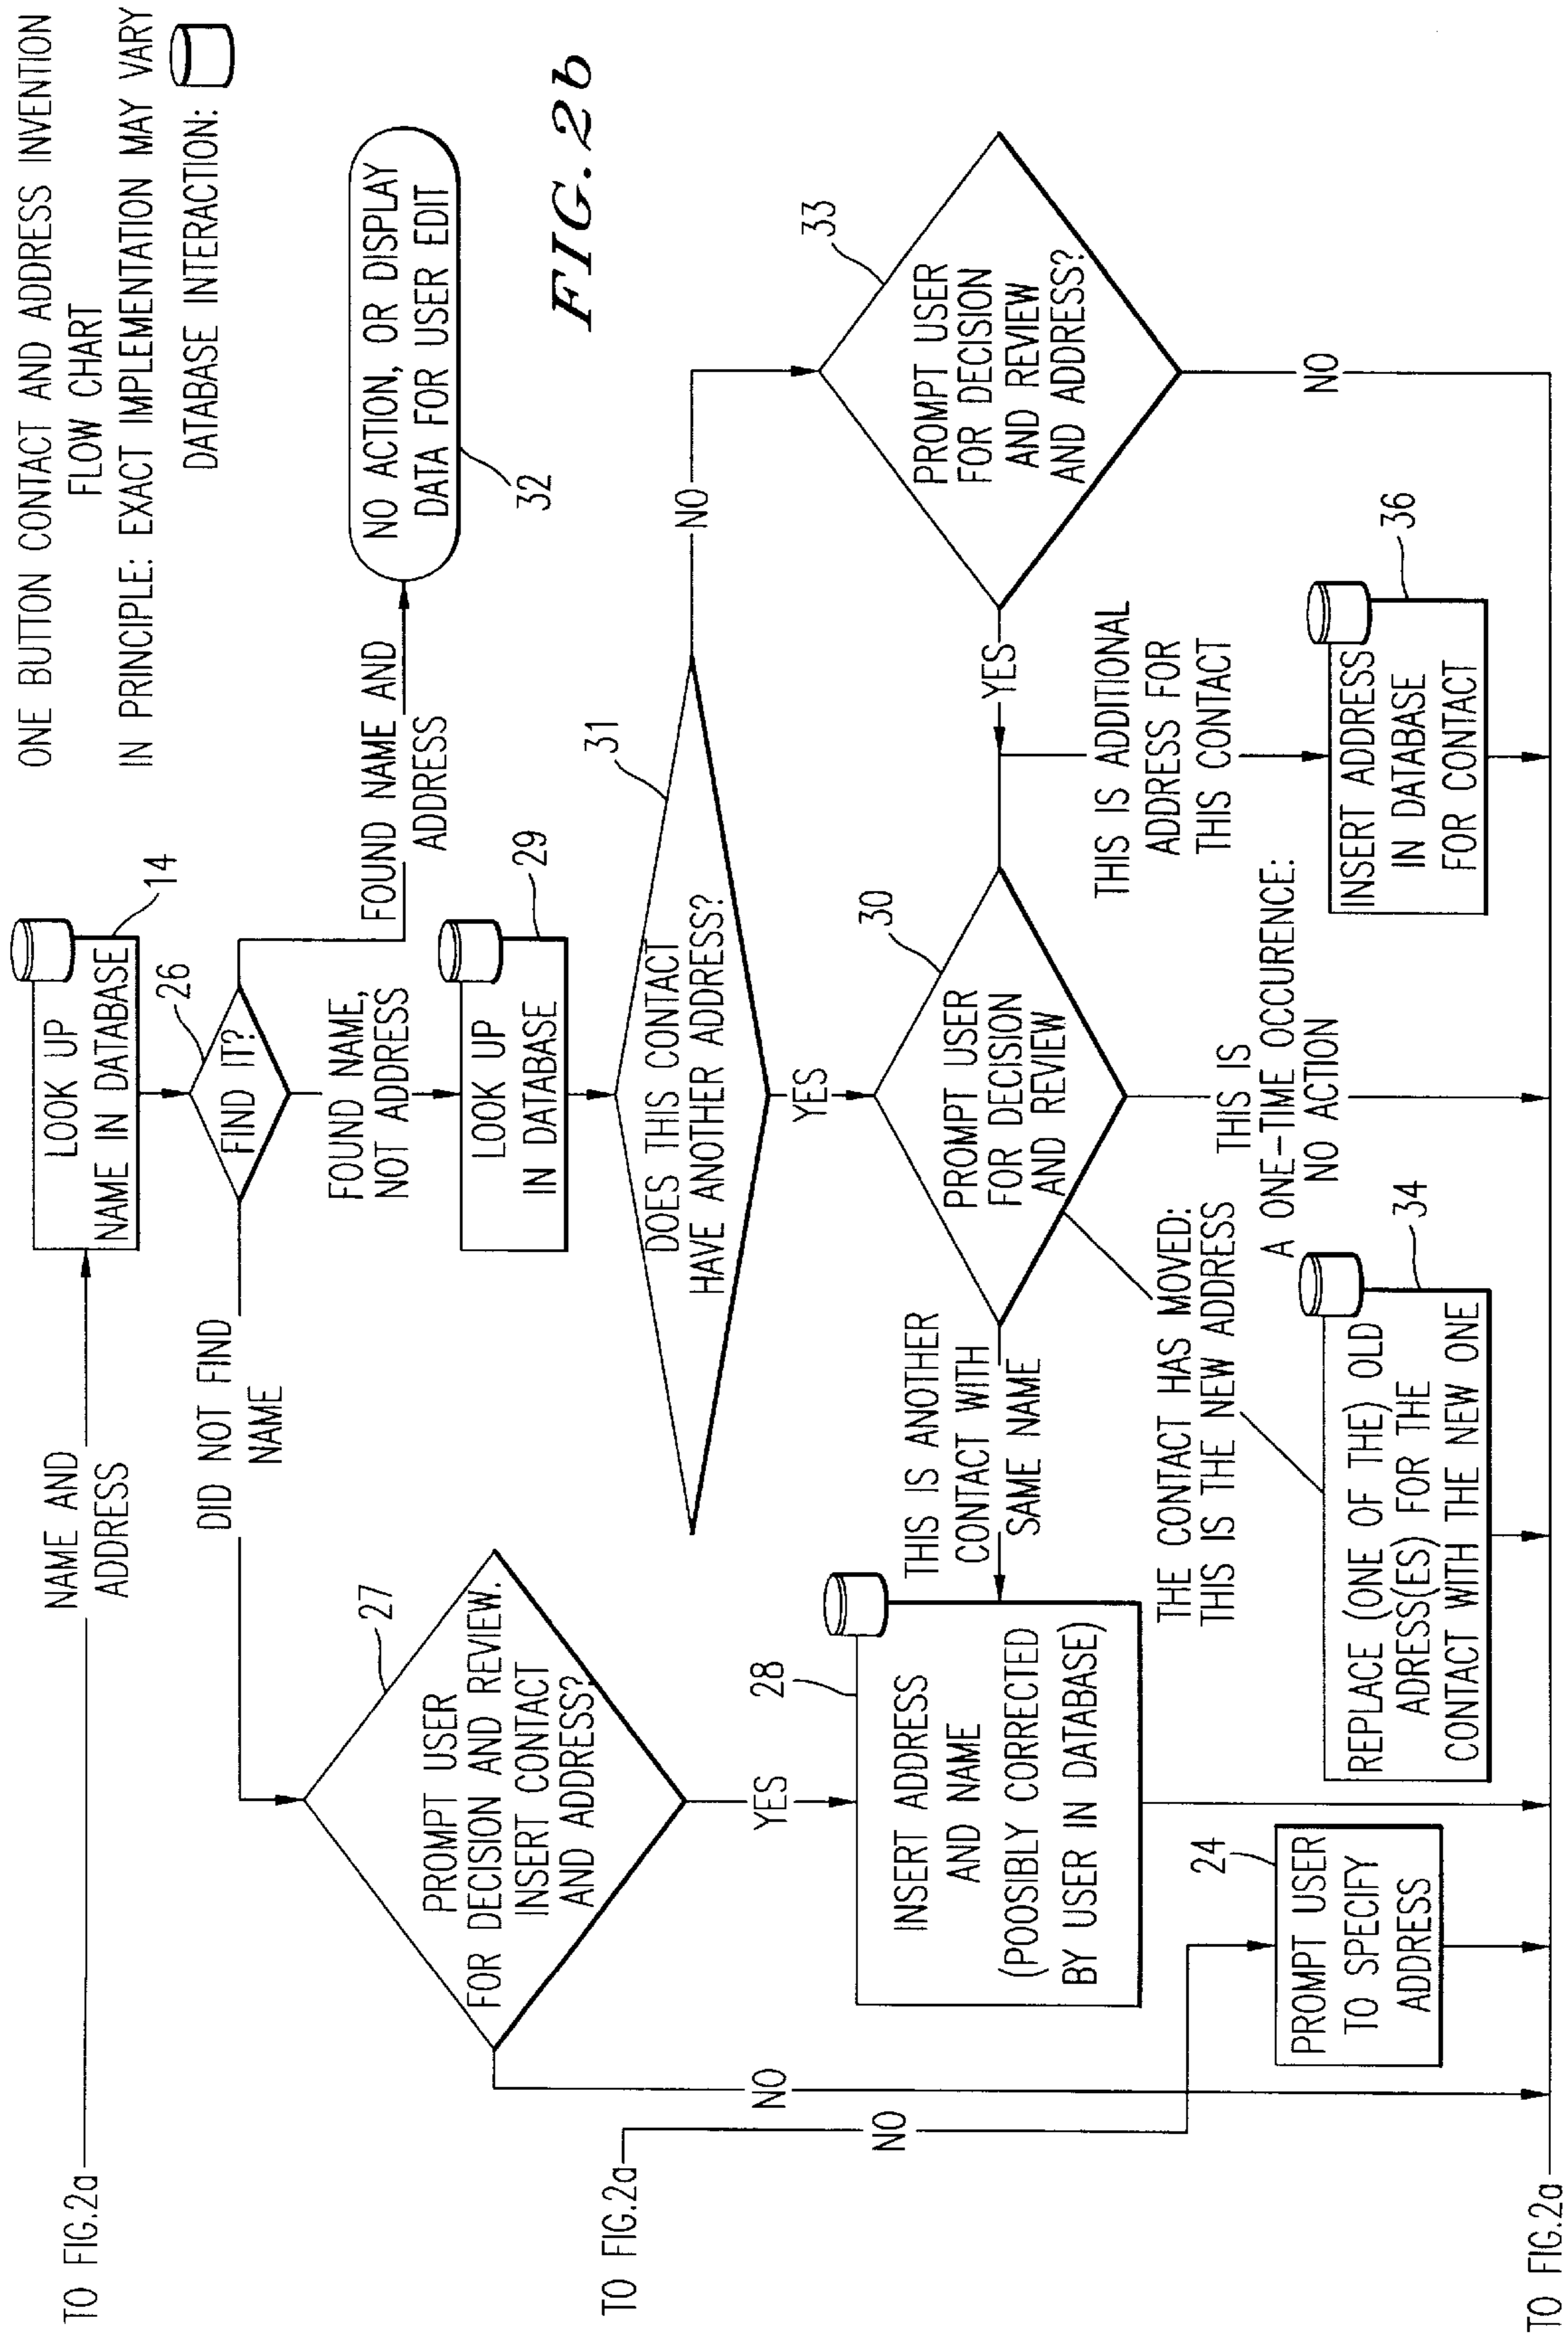 ONE BUTTON CONTACT AND ADDRESS INVENTION
FLOW CHART
IN PRINCIPLE: EXACT IMPLEMENTATION MAY VARY
DATABASE INTERACTION:
TO FIG.2a
NAME AND
ADDRESS
LOOK UP
NAME IN DATABASE
14
FIND IT?
26
DID NOT FIND
NAME
FOUND NAME,
NOT ADDRESS
FOUND NAME AND
ADDRESS
NO ACTION, OR DISPLAY
DATA FOR USER EDIT
32
FIG. 2b
PROMPT USER
FOR DECISION AND REVIEW.
INSERT CONTACT
AND ADDRESS?
27
LOOK UP
IN DATABASE
29
DOES THIS CONTACT
HAVE ANOTHER ADDRESS?
31
NO
YES
YES
NO
TO FIG.2a
NO
INSERT ADDRESS
AND NAME
(POOSIBLY CORRECTED
BY USER IN DATABASE)
28
THIS IS ANOTHER
CONTACT WITH
SAME NAME
PROMPT USER
FOR DECISION
AND REVIEW
30
YES
PROMPT USER
FOR DECISION
AND REVIEW
AND ADDRESS?
33
NO
THIS IS ADDITIONAL
ADDRESS FOR
THIS CONTACT
THE CONTACT HAS MOVED:
THIS IS THE NEW ADDRESS
THIS IS
A ONE-TIME OCCURENCE:
NO ACTION
PROMPT USER
TO SPECIFY
ADDRESS
24
REPLACE (ONE OF THE) OLD
ADRESS(ES) FOR THE
CONTACT WITH THE NEW ONE
34
INSERT ADDRESS
IN DATABASE
FOR CONTACT
36
TO FIG.2a